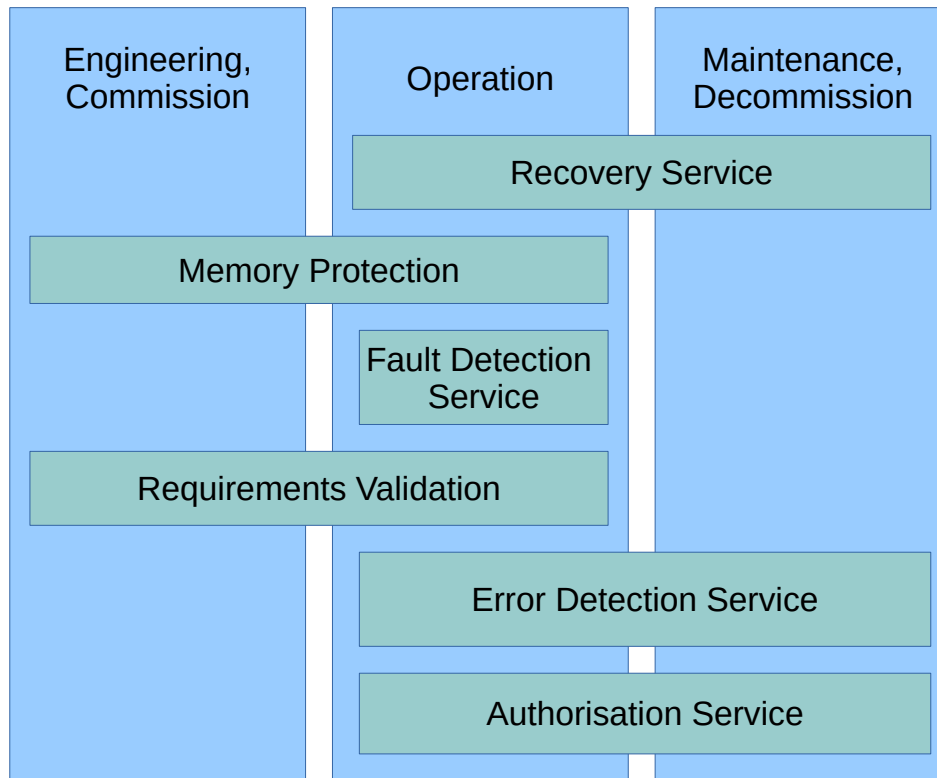 Engineering,
Commission
Operation
Maintenance,
Decommission
Recovery Service
Memory Protection
Fault Detection
Service
Requirements Validation
Error Detection Service
Authorisation Service